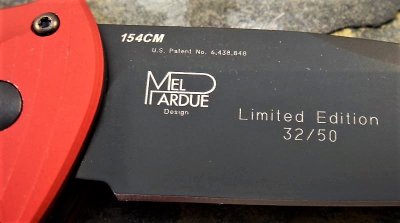 154CM
U.S. Patent No. 6,438,848
MEL
PARDUE
Design
Limited Edition
32/50